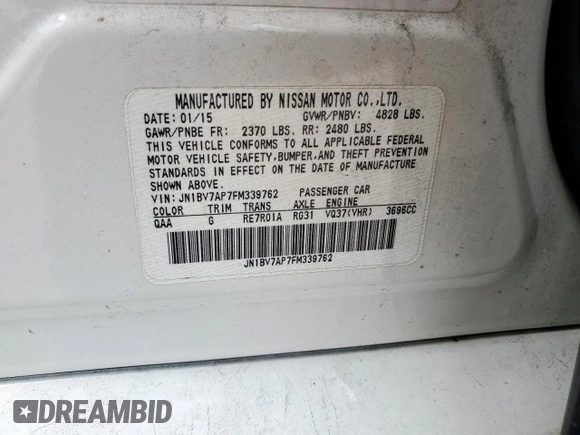 MANUFACTURED BY NISSAN MOTOR CO.,LTD.
DATE: 01/15 GVWR/PNBV: 4828 LBS.
GAWR/PNBE FR: 2370 LBS. RR: 2480 LBS.
THIS VEHICLE CONFORMS TO ALL APPLICABLE FEDERAL
MOTOR VEHICLE SAFETY,BUMPER,AND THEFT PREVENTION
STANDARDS IN EFFECT ON THE DATE OF MANUFACTURE
SHOWN ABOVE.
VIN: JN1BV7AP7FM339762 PASSENGER CAR
COLOR TRIM TRANS AXLE ENGINE
QAA G RE7R01A RG31 VQ37(VHR) 3696CC
JN1BV7AP7FM339762
DREAMBID